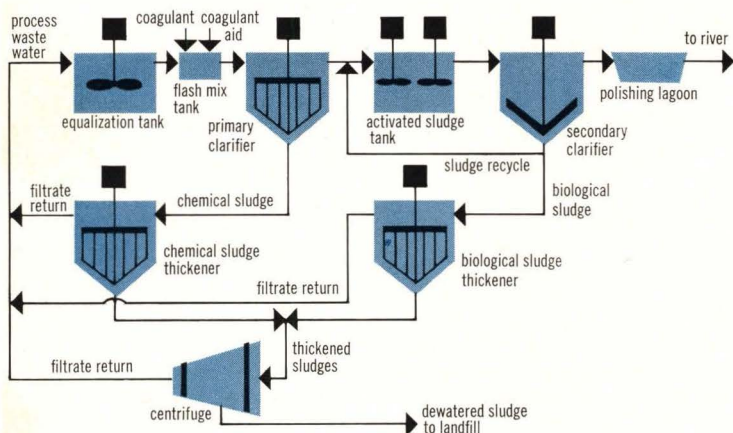 process
waste
water
coagulant
coagulant
aid
to river
equalization tank
flash mix
tank
primary
clarifier
activated sludge
tank
secondary
clarifier
polishing lagoon
sludge recycle
filtrate
return
chemical sludge
biological
sludge
chemical sludge
thickener
filtrate return
biological sludge
thickener
filtrate return
thickened
sludges
centrifuge
dewatered sludge
to landfill